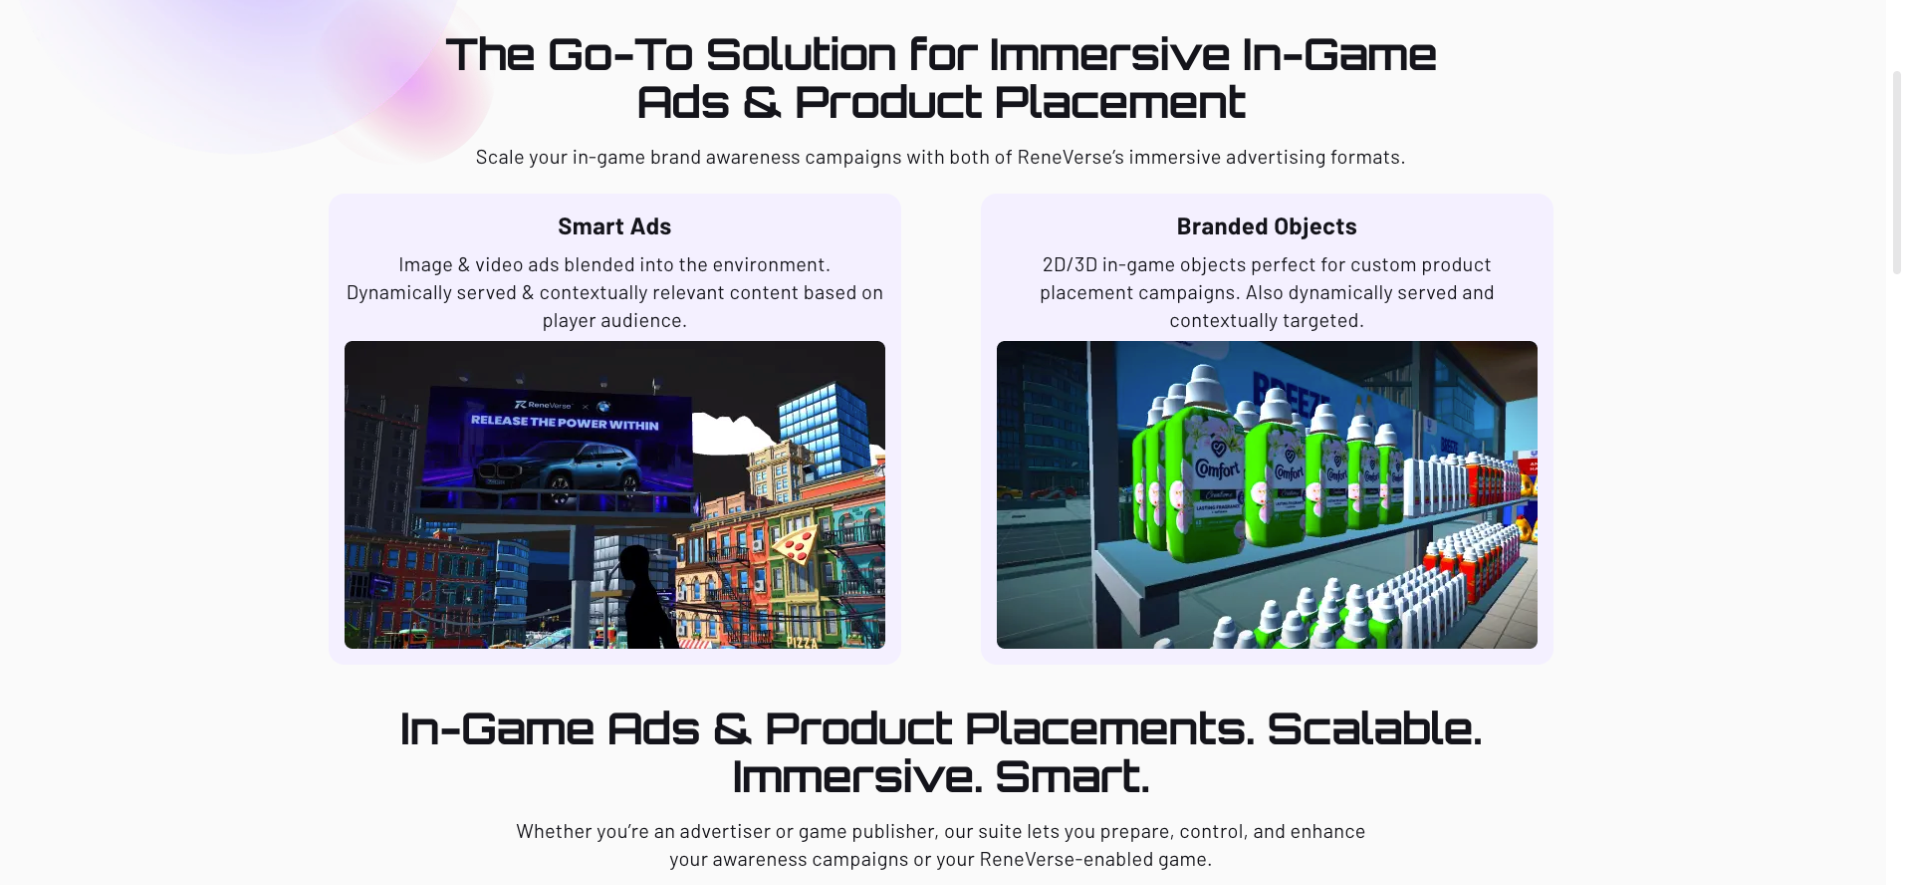 The Go-To Solution for Immersive In-Game
Ads & Product Placement
Scale your in-game brand awareness campaigns with both of ReneVerse's immersive advertising formats.
Smart Ads
Image & video ads blended into the environment.
Dynamically served & contextually relevant content based on
player audience.
ReneVerse
RELEASE THE POWER WITHIN
PIZZA
Branded Objects
2D/3D in-game objects perfect for custom product
placement campaigns. Also dynamically served and
contextually targeted.
BREEZE
BREEZE
Comfort
Comfort
Comfort
Comfort
Comfort
LASTING FRAGRANCE
In-Game Ads & Product Placements. Scalable.
Immersive. Smart.
Whether you're an advertiser or game publisher, our suite lets you prepare, control, and enhance
your awareness campaigns or your ReneVerse-enabled game.